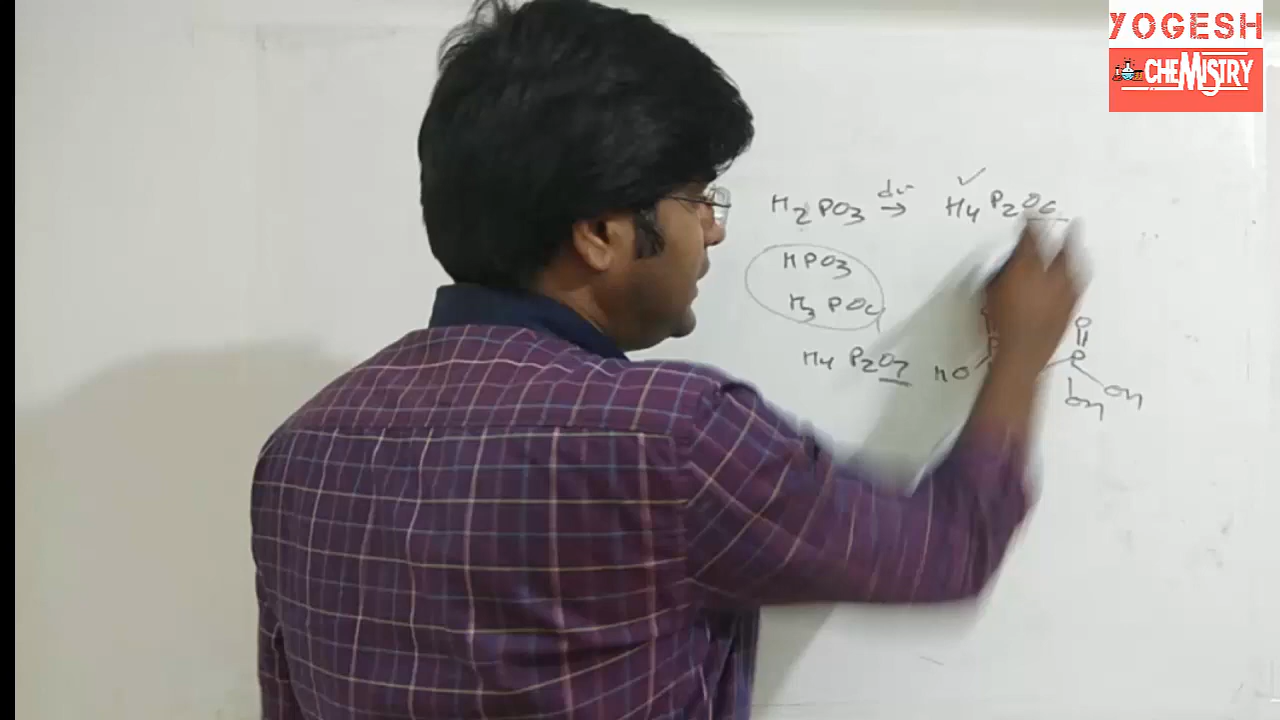 YOGESH
CHEMISTRY
H2PO3 → H4P2O6
HPO3
H3PO4
H4P2O7
HO
O
P
OH
OH